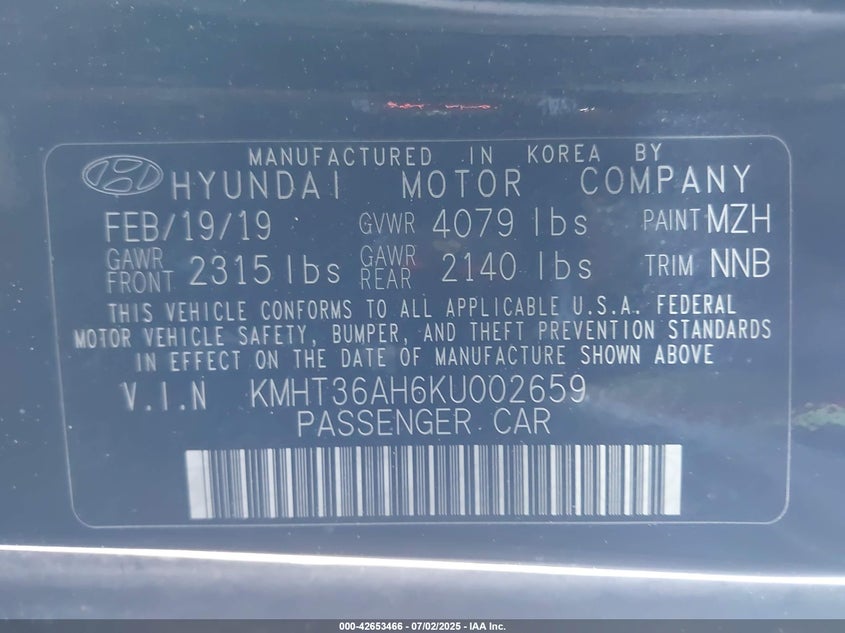 MANUFACTURED IN KOREA BY
HYUNDAI MOTOR COMPANY
FEB/19/19 GVWR 4079 lbs PAINT MZH
GAWR FRONT 2315 lbs GAWR REAR 2140 lbs TRIM NNB
THIS VEHICLE CONFORMS TO ALL APPLICABLE U.S.A. FEDERAL
MOTOR VEHICLE SAFETY, BUMPER, AND THEFT PREVENTION STANDARDS
IN EFFECT ON THE DATE OF MANUFACTURE SHOWN ABOVE
V.I.N KMHT36AH6KU002659
PASSENGER CAR
000-42653466 - 07/02/2025 - IAA Inc.